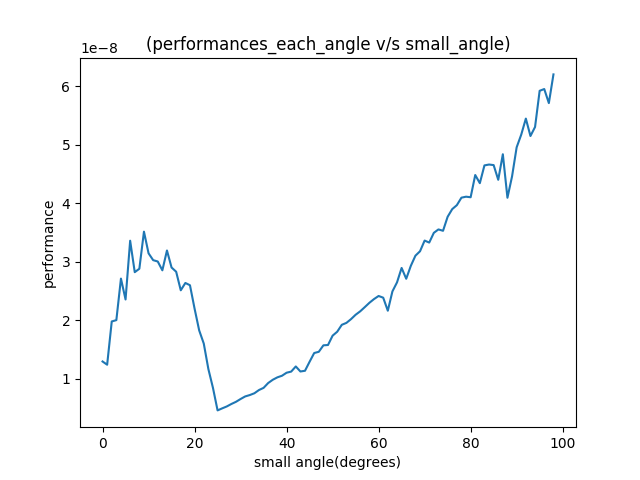 (performances_each_angle v/s small_angle)
1e−8
6
5
4
3
2
1
performance
0 20 40 60 80 100
small angle(degrees)